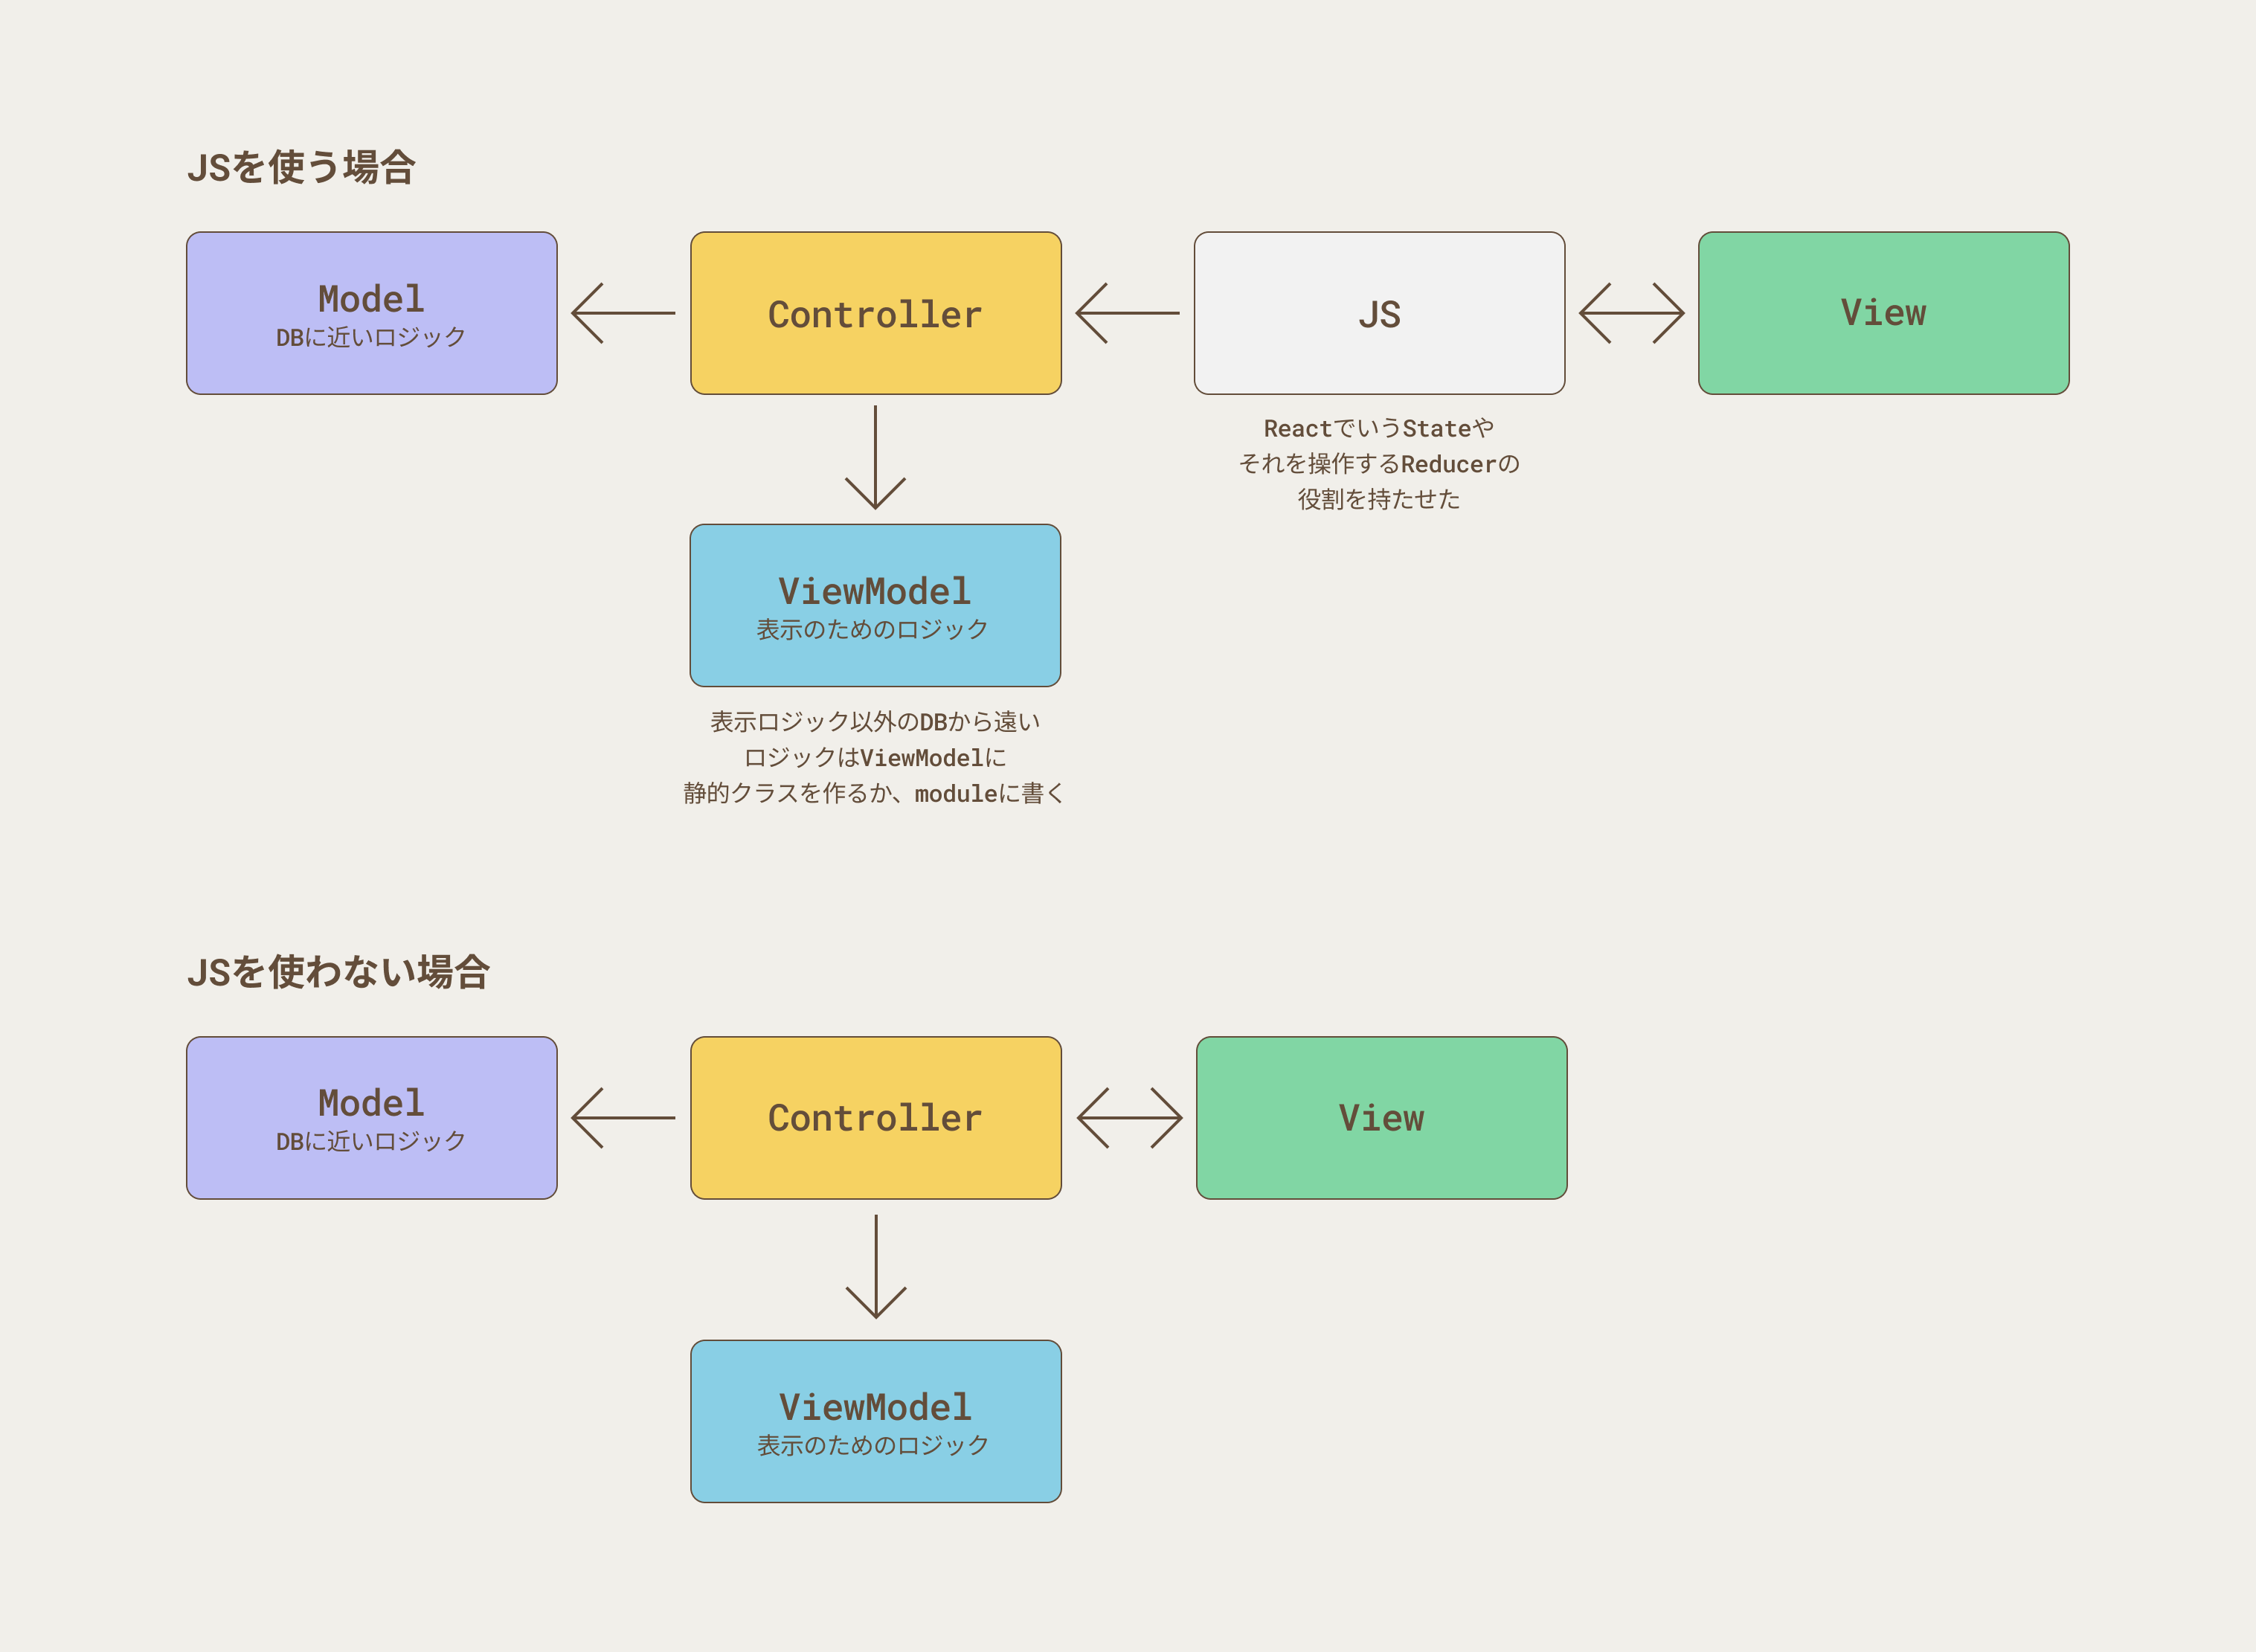 JSを使う場合
Model
DBに近いロジック
Controller
JS
View
ReactでいうStateや
それを操作するReducerの
役割を持たせた
ViewModel
表示のためのロジック
表示ロジック以外のDBから遠い
ロジックはViewModelに
静的クラスを作るか、moduleに書く
JSを使わない場合
Model
DBに近いロジック
Controller
View
ViewModel
表示のためのロジック